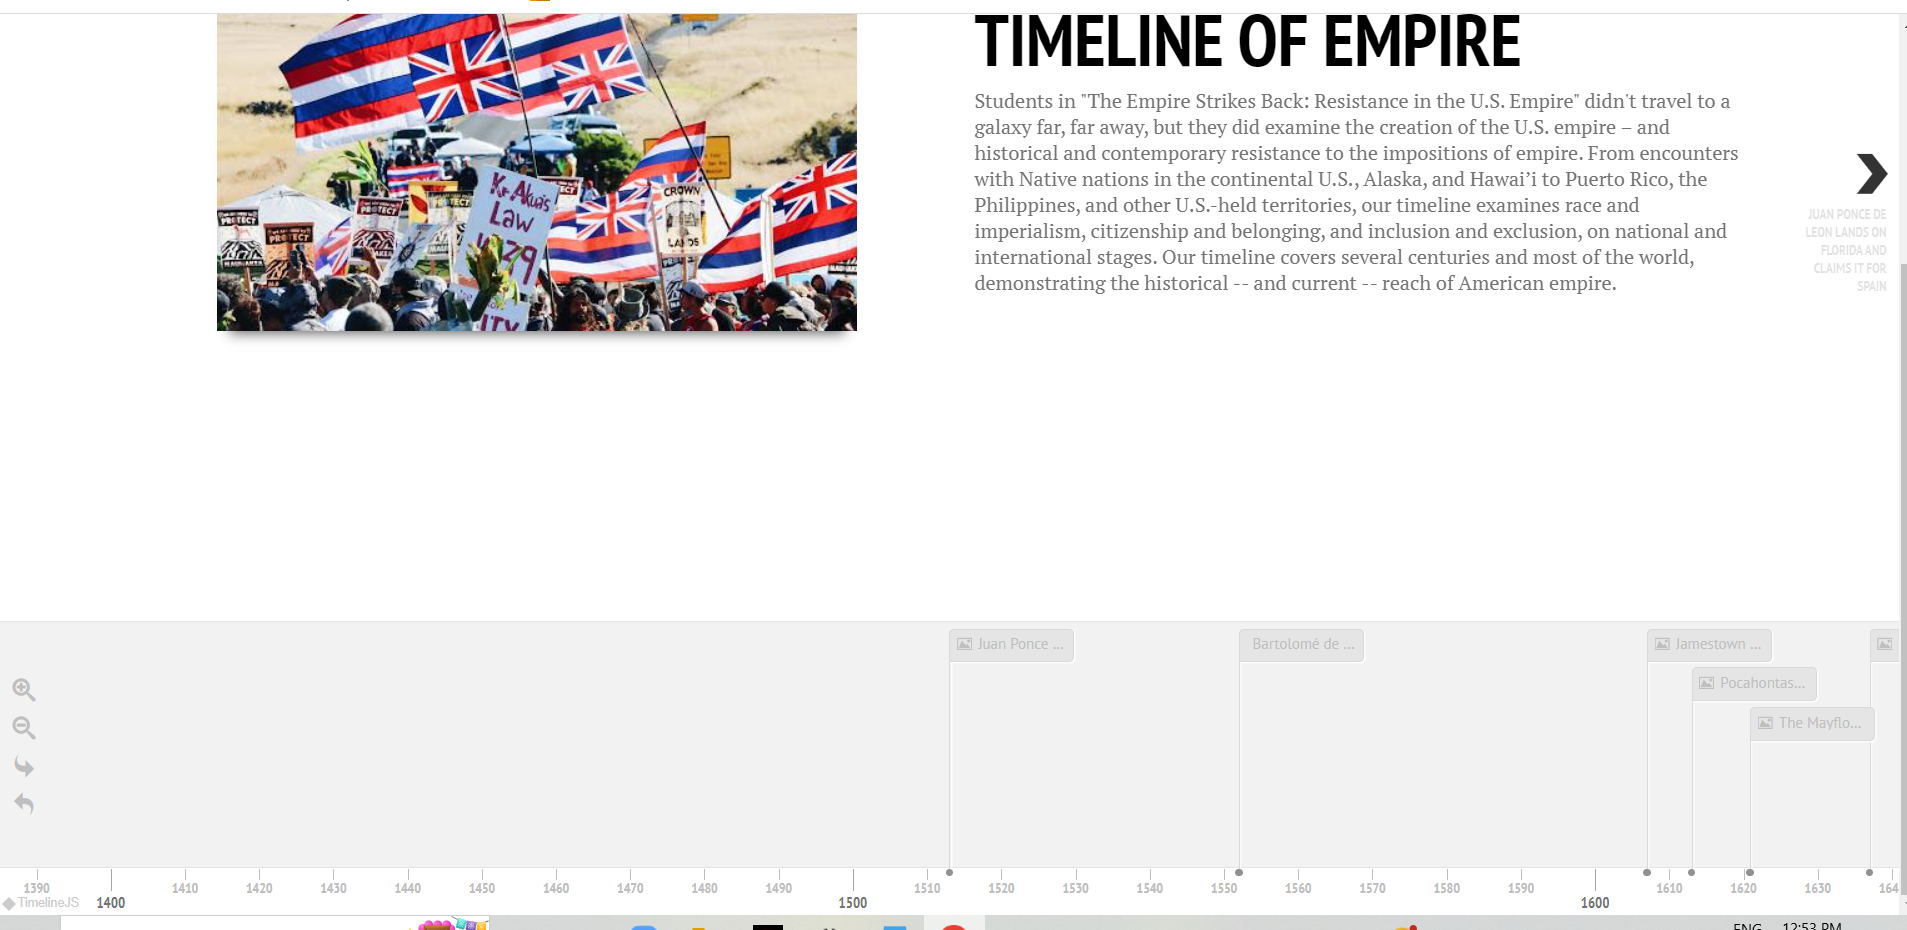 TIMELINE OF EMPIRE
Students in "The Empire Strikes Back: Resistance in the U.S. Empire" didn't travel to a
galaxy far, far away, but they did examine the creation of the U.S. empire – and
historical and contemporary resistance to the impositions of empire. From encounters
with Native nations in the continental U.S., Alaska, and Hawai’i to Puerto Rico, the
Philippines, and other U.S.-held territories, our timeline examines race and
imperialism, citizenship and belonging, and inclusion and exclusion, on national and
international stages. Our timeline covers several centuries and most of the world,
demonstrating the historical -- and current -- reach of American empire.
JUAN PONCE DE
LEON LANDS ON
FLORIDA AND
CLAIMS IT FOR
SPAIN
Law
CROWN
LANDS
PROTECT
PROTECT
PROTECT
PROTECT
Juan Ponce ...
Bartolomé de ...
Jamestown ...
Pocahontas...
The Mayflo...
1390 1410 1420 1430 1440 1450 1460 1470 1480 1490 1510 1520 1530 1540 1550 1560 1570 1580 1590 1610 1620 1630 164
TimelineJS 1400 1500 1600
ENG 12:53 PM